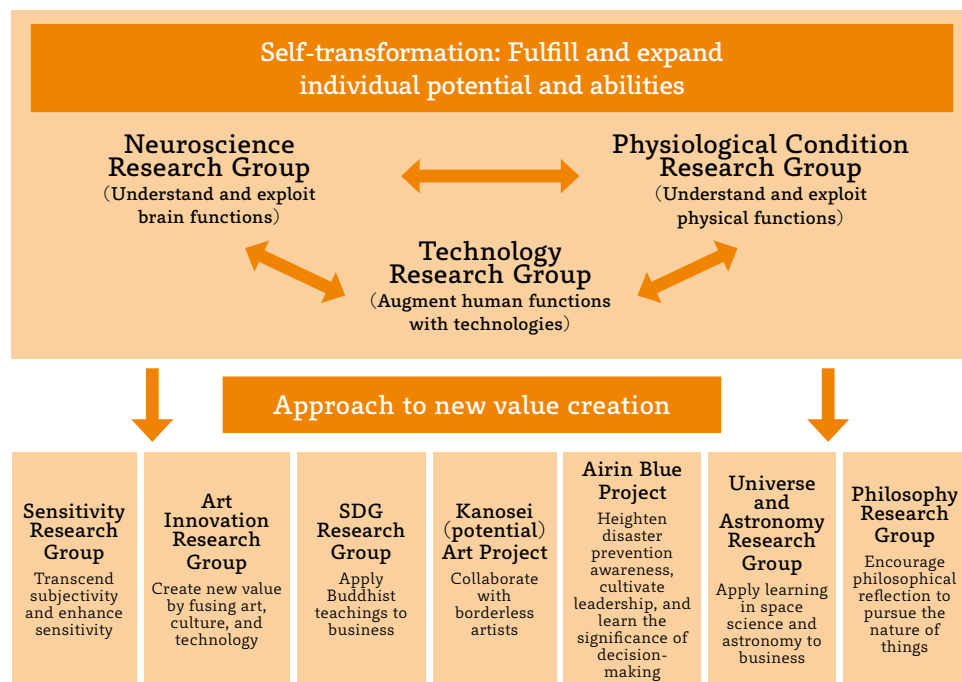 Self-transformation: Fulfill and expand
individual potential and abilities
Neuroscience
Research Group
(Understand and exploit
brain functions)
Physiological Condition
Research Group
(Understand and exploit
physical functions)
Technology
Research Group
(Augment human functions
with technologies)
Approach to new value creation
Sensitivity
Research
Group
Transcend
subjectivity
and enhance
sensitivity
Art
Innovation
Research
Group
Create new value
by fusing art,
culture, and
technology
SDG
Research
Group
Apply
Buddhist
teachings to
business
Kanosei
(potential)
Art Project
Collaborate
with
borderless
artists
Airin Blue
Project
Heighten
disaster
prevention
awareness,
cultivate
leadership, and
learn the
significance of
decision-
making
Universe
and
Astronomy
Research
Group
Apply learning
in space
science and
astronomy to
business
Philosophy
Research
Group
Encourage
philosophical
reflection to
pursue the
nature of
things